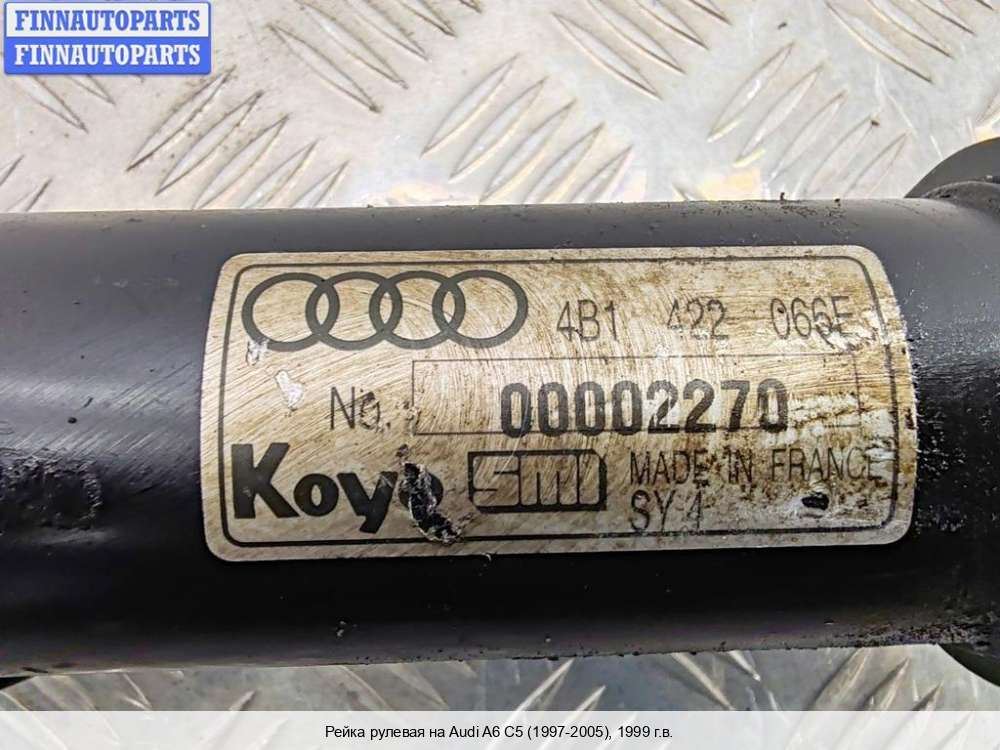 FINNAUTOPARTS
FINNAUTOPARTS
4B1 422 066E
No. 00002270
Koyo SMI MADE IN FRANCE
SY 4
Рейка рулевая на Audi A6 C5 (1997-2005), 1999 г.в.